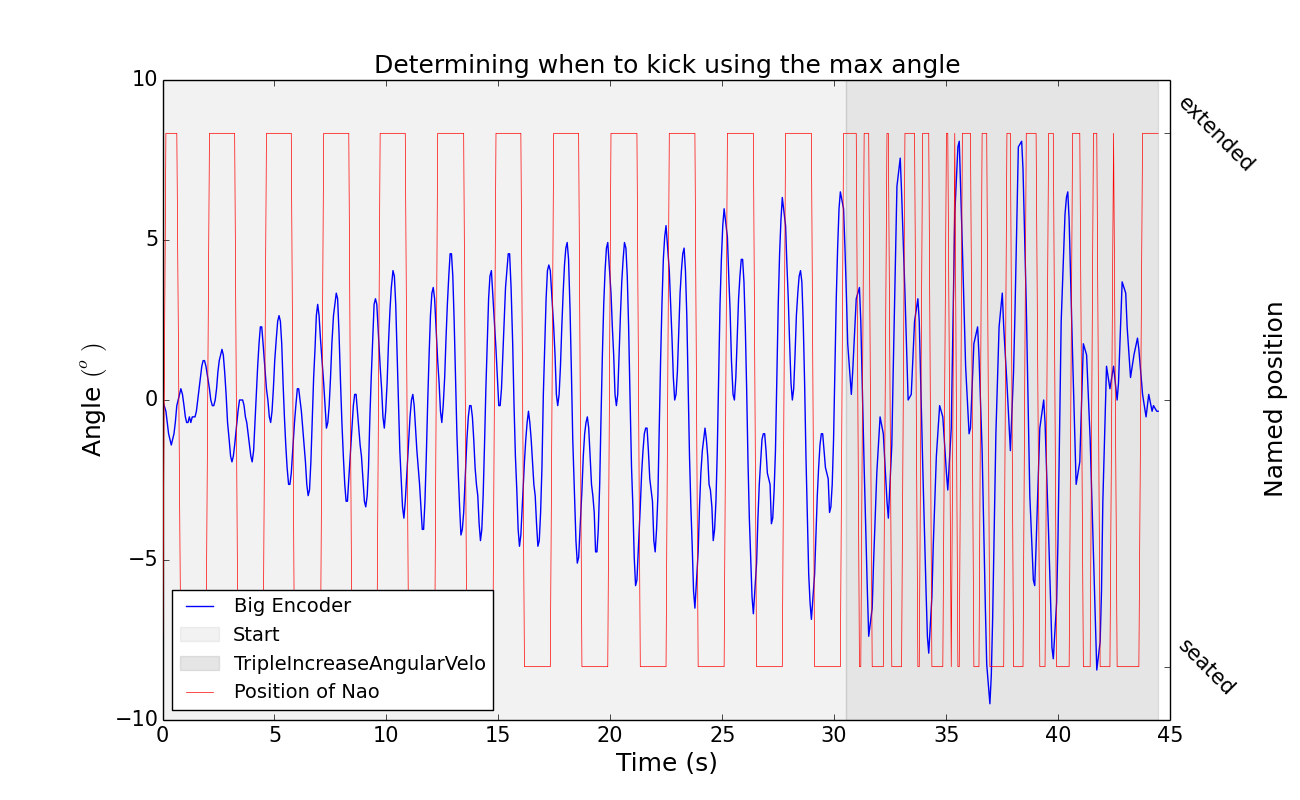 Determining when to kick using the max angle
10
5
0
−5
−10
Angle (°)
extended
seated
Named position
Big Encoder
Start
TripleIncreaseAngularVelo
Position of Nao
0 5 10 15 20 25 30 35 40 45
Time (s)